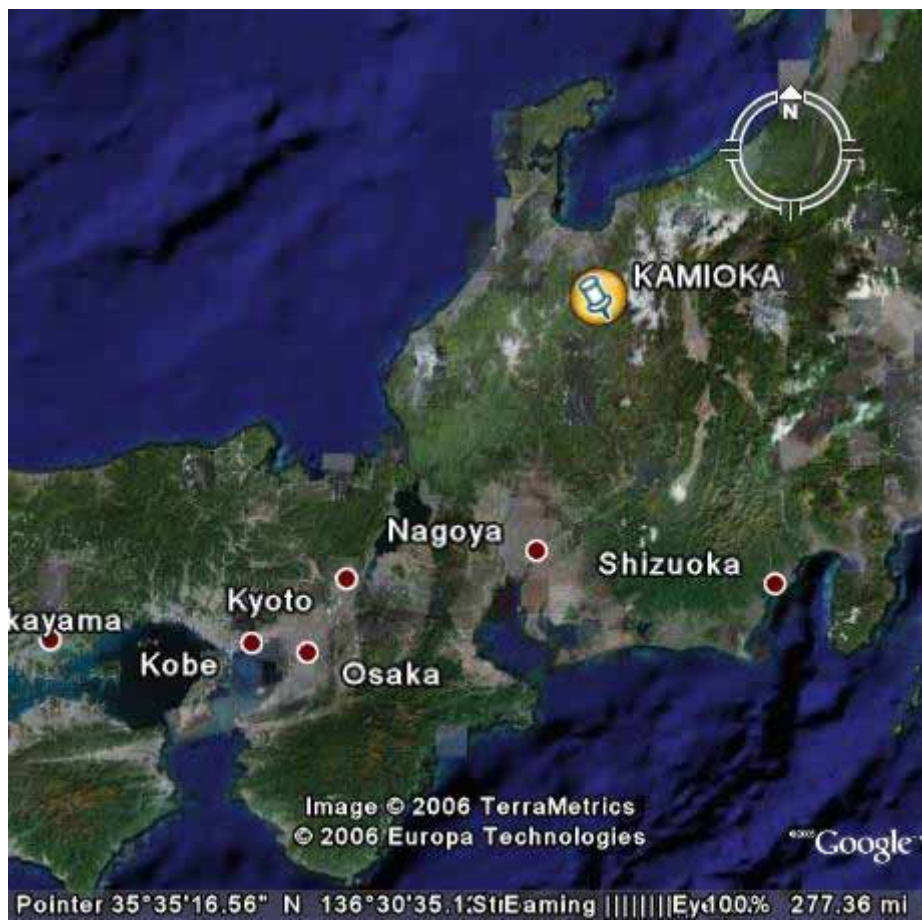 N
KAMIOKA
Nagoya
Shizuoka
Kyoto
kayama
Kobe
Osaka
Image © 2006 TerraMetrics
© 2006 Europa Technologies
Google
Pointer 35°35'16.56" N 136°30'35.1 100% 277.36 mi